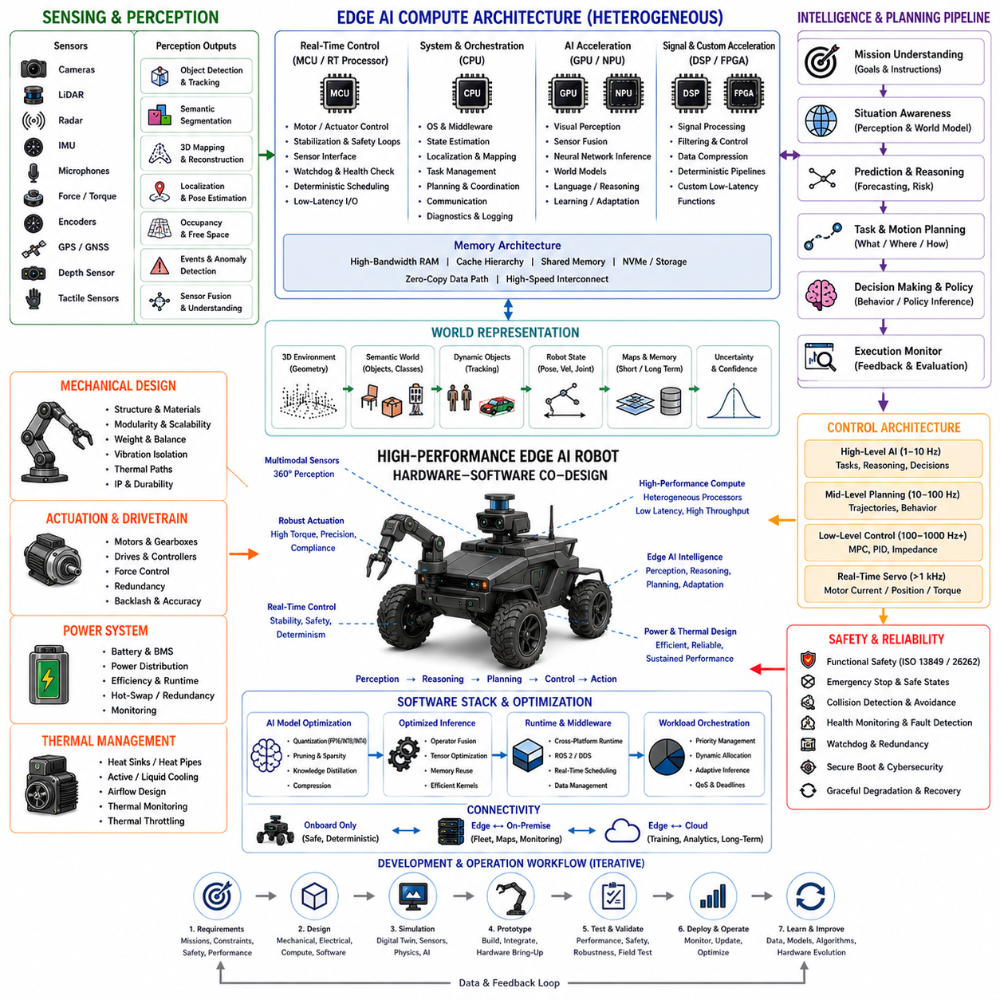 SENSING & PERCEPTION
Sensors
Cameras
LiDAR
Radar
IMU
Microphones
Force / Torque
Encoders
GPS / GNSS
Depth Sensor
Tactile Sensors
Perception Outputs
Object Detection
& Tracking
Semantic
Segmentation
3D Mapping
& Reconstruction
Localization
& Pose Estimation
Occupancy
& Free Space
Events & Anomaly
Detection
Sensor Fusion
& Understanding
EDGE AI COMPUTE ARCHITECTURE (HETEROGENEOUS)
Real-Time Control
(MCU / RT Processor)
MCU
• Motor / Actuator Control
• Stabilization & Safety Loops
• Sensor Interface
• Watchdog & Health Check
• Deterministic Scheduling
• Low-Latency I/O
System & Orchestration
(CPU)
CPU
• OS & Middleware
• State Estimation
• Localization & Mapping
• Task Management
• Planning & Coordination
• Communication
• Diagnostics & Logging
AI Acceleration
(GPU / NPU)
GPU
NPU
• Visual Perception
• Sensor Fusion
• Neural Network Inference
• World Models
• Language / Reasoning
• Learning / Adaptation
Signal & Custom Acceleration
(DSP / FPGA)
DSP
FPGA
• Signal Processing
• Filtering & Control
• Data Compression
• Deterministic Pipelines
• Custom Low-Latency
Functions
Memory Architecture
High-Bandwidth RAM | Cache Hierarchy | Shared Memory | NVMe / Storage
Zero-Copy Data Path | High-Speed Interconnect
INTELLIGENCE & PLANNING PIPELINE
Mission Understanding
(Goals & Instructions)
Situation Awareness
(Perception & World Model)
Prediction & Reasoning
(Forecasting, Risk)
Task & Motion Planning
(What / Where / How)
Decision Making & Policy
(Behavior / Policy Inference)
Execution Monitor
(Feedback & Evaluation)
WORLD REPRESENTATION
3D Environment
(Geometry)
Semantic World
(Objects, Classes)
Dynamic Objects
(Tracking)
Robot State
(Pose, Vel, Joint)
Maps & Memory
(Short / Long Term)
Uncertainty
& Confidence
MECHANICAL DESIGN
• Structure & Materials
• Modularity & Scalability
• Weight & Balance
• Vibration Isolation
• Thermal Paths
• IP & Durability
ACTUATION & DRIVETRAIN
• Motors & Gearboxes
• Drives & Controllers
• Force Control
• Redundancy
• Backlash & Accuracy
POWER SYSTEM
• Battery & BMS
• Power Distribution
• Efficiency & Runtime
• Hot-Swap / Redundancy
• Monitoring
THERMAL MANAGEMENT
• Heat Sinks / Heat Pipes
• Active / Liquid Cooling
• Airflow Design
• Thermal Monitoring
• Thermal Throttling
HIGH-PERFORMANCE EDGE AI ROBOT
HARDWARE–SOFTWARE CO-DESIGN
Multimodal Sensors
360° Perception
Robust Actuation
High Torque, Precision,
Compliance
Real-Time Control
Stability, Safety,
Determinism
High-Performance Compute
Heterogeneous Processors
Low Latency, High Throughput
Edge AI Intelligence
Perception, Reasoning,
Planning, Adaptation
Power & Thermal Design
Efficient, Reliable,
Sustained Performance
Perception → Reasoning → Planning → Control → Action
CONTROL ARCHITECTURE
High-Level AI (1–10 Hz)
Tasks, Reasoning, Decisions
Mid-Level Planning (10–100 Hz)
Trajectories, Behavior
Low-Level Control (100–1000 Hz+)
MPC, PID, Impedance
Real-Time Servo (>1 kHz)
Motor Current / Position / Torque
SAFETY & RELIABILITY
Functional Safety (ISO 13849 / 26262)
Emergency Stop & Safe States
Collision Detection & Avoidance
Health Monitoring & Fault Detection
Watchdog & Redundancy
Secure Boot & Cybersecurity
Graceful Degradation & Recovery
SOFTWARE STACK & OPTIMIZATION
AI Model Optimization
• Quantization (FP16/INT8/INT4)
• Pruning & Sparsity
• Knowledge Distillation
• Compression
Optimized Inference
• Operator Fusion
• Tensor Optimization
• Memory Reuse
• Efficient Kernels
Runtime & Middleware
• Cross-Platform Runtime
• ROS 2 / DDS
• Real-Time Scheduling
• Data Management
Workload Orchestration
• Priority Management
• Dynamic Allocation
• Adaptive Inference
• QoS & Deadlines
CONNECTIVITY
Onboard Only
(Safe, Deterministic)
Edge ↔ On-Premise
(Fleet, Maps, Monitoring)
Edge ↔ Cloud
(Training, Analytics, Long-Term)
DEVELOPMENT & OPERATION WORKFLOW (ITERATIVE)
1. Requirements
Missions, Constraints,
Safety, Performance
2. Design
Mechanical, Electrical,
Compute, Software
3. Simulation
Digital Twin, Sensors,
Physics, AI
4. Prototype
Build, Integrate,
Hardware Bring-Up
5. Test & Validate
Performance, Safety,
Robustness, Field Test
6. Deploy & Operate
Monitor, Update,
Optimize
7. Learn & Improve
Data, Models, Algorithms,
Hardware Evolution
Data & Feedback Loop